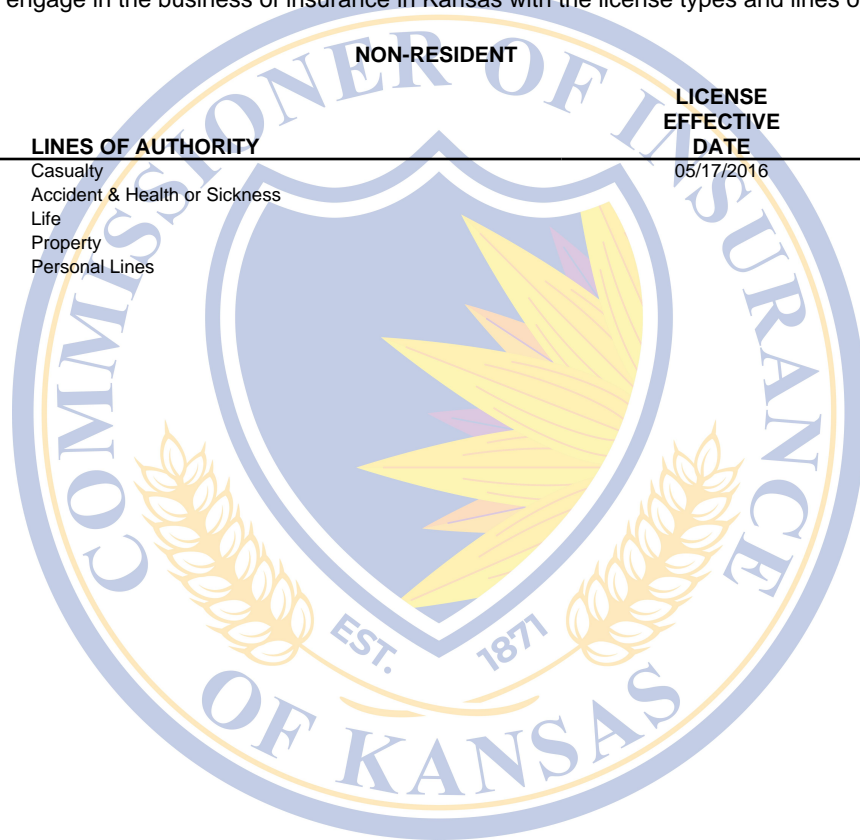 engage in the business of insurance in Kansas with the license types and lines o
NON-RESIDENT
LICENSE
EFFECTIVE
LINES OF AUTHORITY DATE
Casualty 05/17/2016
Accident & Health or Sickness
Life
Property
Personal Lines
COMMISSIONER OF INSURANCE
EST. 1871
OF KANSAS